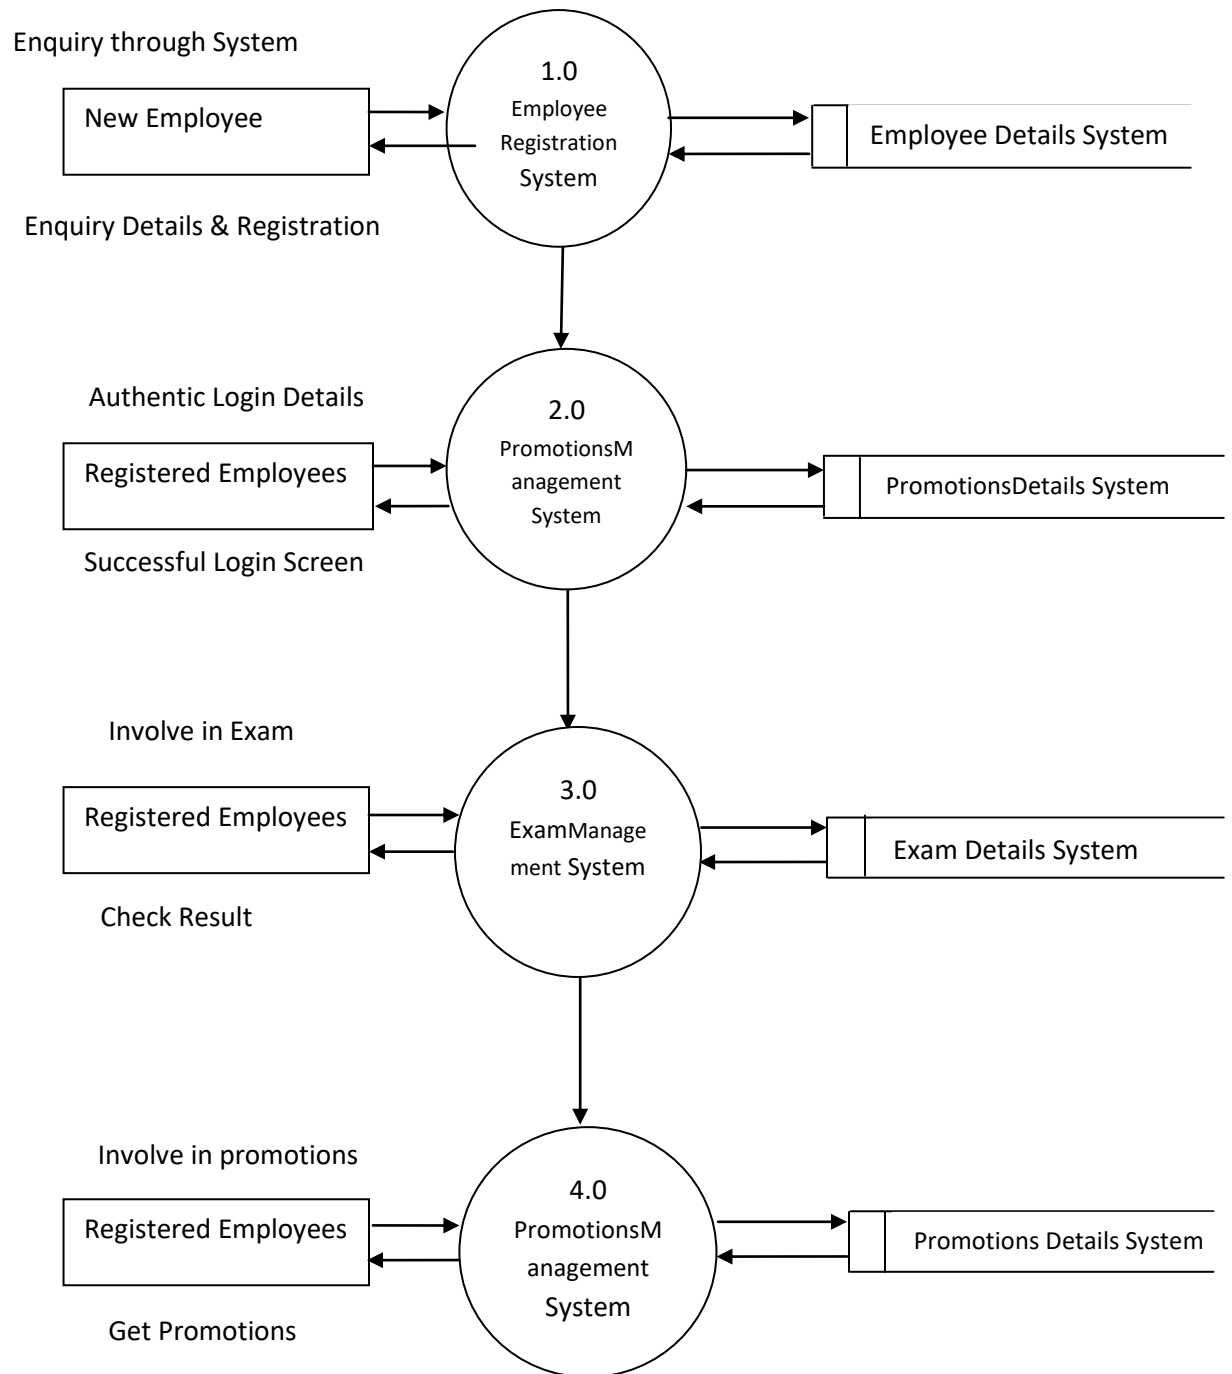 Enquiry through System
New Employee
Enquiry Details & Registration
1.0
Employee
Registration
System
Employee Details System
Authentic Login Details
Registered Employees
Successful Login Screen
2.0
PromotionsM
anagement
System
PromotionsDetails System
Involve in Exam
Registered Employees
Check Result
3.0
ExamManage
ment System
Exam Details System
Involve in promotions
Registered Employees
Get Promotions
4.0
PromotionsM
anagement
System
Promotions Details System